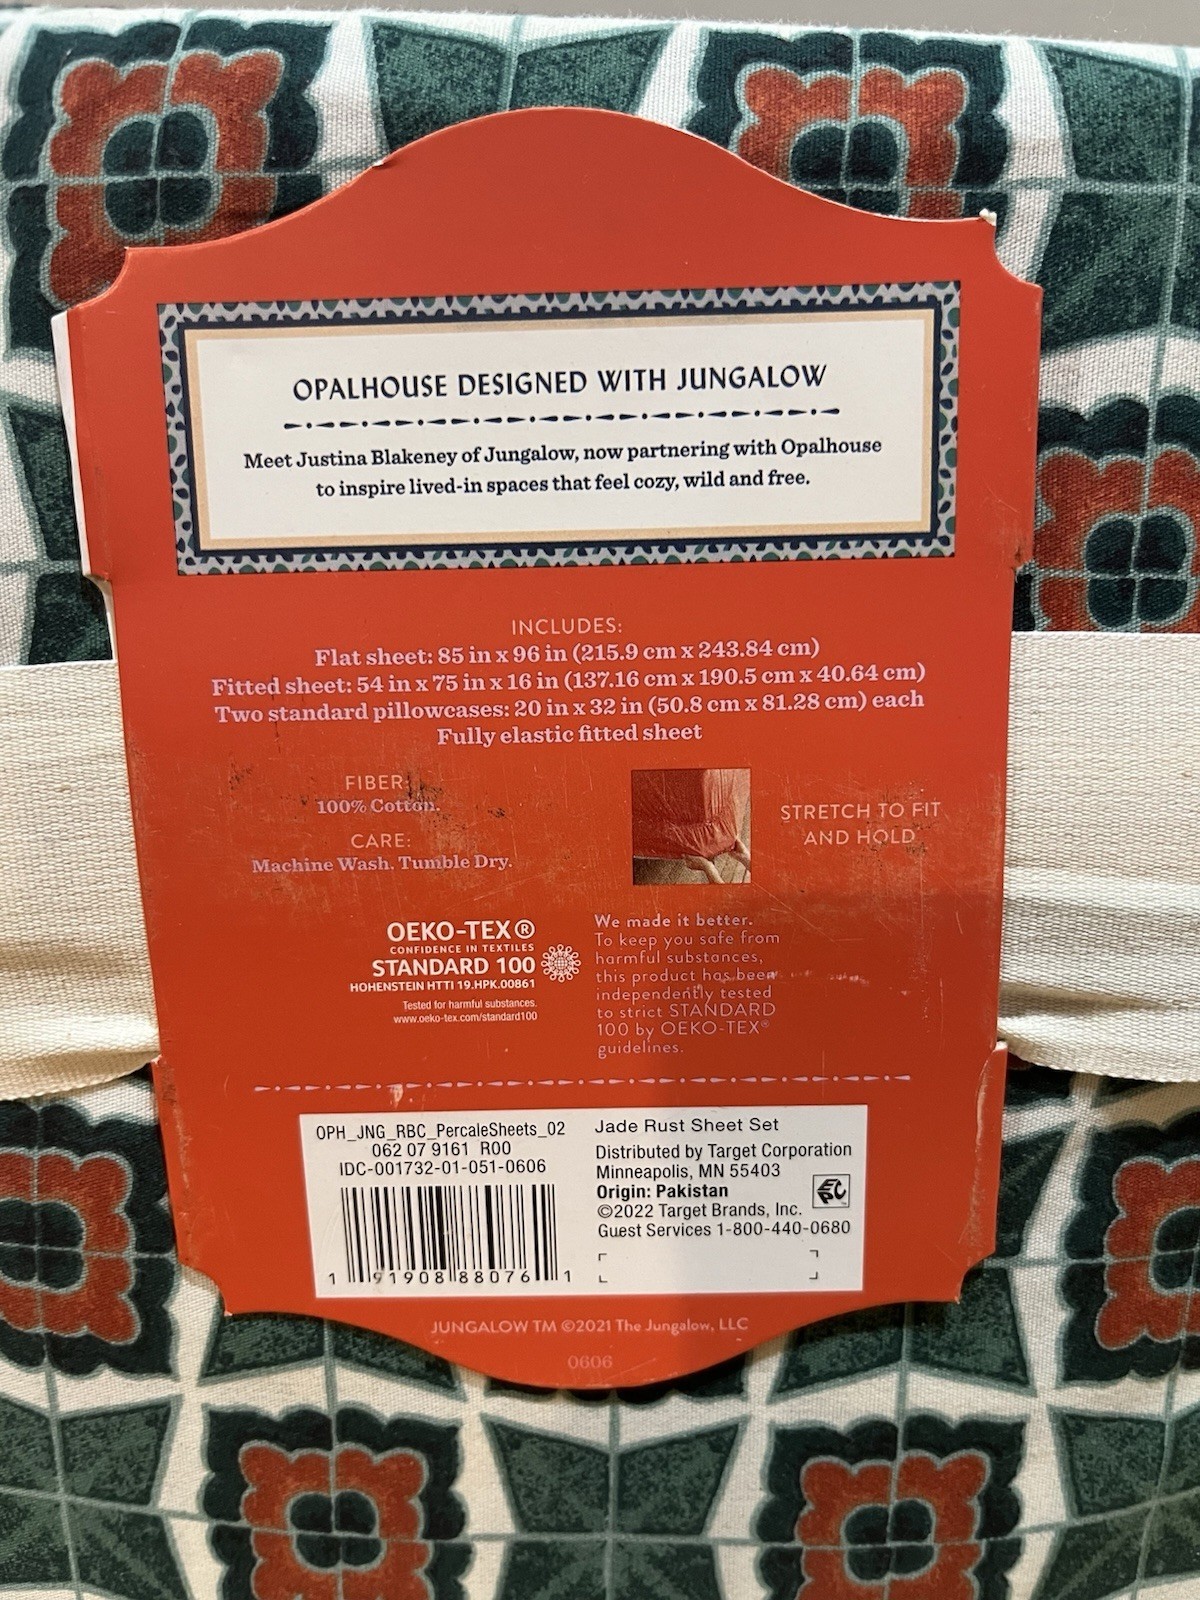 OPALHOUSE DESIGNED WITH JUNGALOW
Meet Justina Blakeney of Jungalow, now partnering with Opalhouse
to inspire lived-in spaces that feel cozy, wild and free.
INCLUDES:
Flat sheet: 85 in x 96 in (215.9 cm x 243.84 cm)
Fitted sheet: 54 in x 75 in x 16 in (137.16 cm x 190.5 cm x 40.64 cm)
Two standard pillowcases: 20 in x 32 in (50.8 cm x 81.28 cm) each
Fully elastic fitted sheet
FIBER:
100% Cotton.
CARE:
Machine Wash. Tumble Dry.
STRETCH TO FIT
AND HOLD
OEKO-TEX®
CONFIDENCE IN TEXTILES
STANDARD 100
HOHENSTEIN HTTI 19.HPK.00861
Tested for harmful substances.
www.oeko-tex.com/standard100
We made it better.
To keep you safe from
harmful substances,
this product has been
independently tested
to strict STANDARD
100 by OEKO-TEX®
guidelines.
OPH_JNG_RBC_PercaleSheets_02
062 07 9161 R00
IDC-001732-01-051-0606
1 91908 88076 1
Jade Rust Sheet Set
Distributed by Target Corporation
Minneapolis, MN 55403
Origin: Pakistan
©2022 Target Brands, Inc.
Guest Services 1-800-440-0680
EPC
JUNGALOW TM ©2021 The Jungalow, LLC
0606